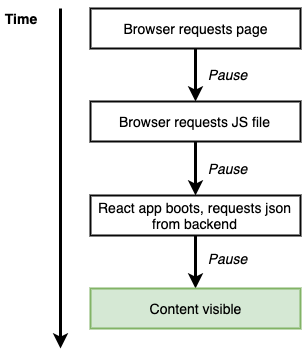 Time
Browser requests page
Pause
Browser requests JS file
Pause
React app boots, requests json
from backend
Pause
Content visible